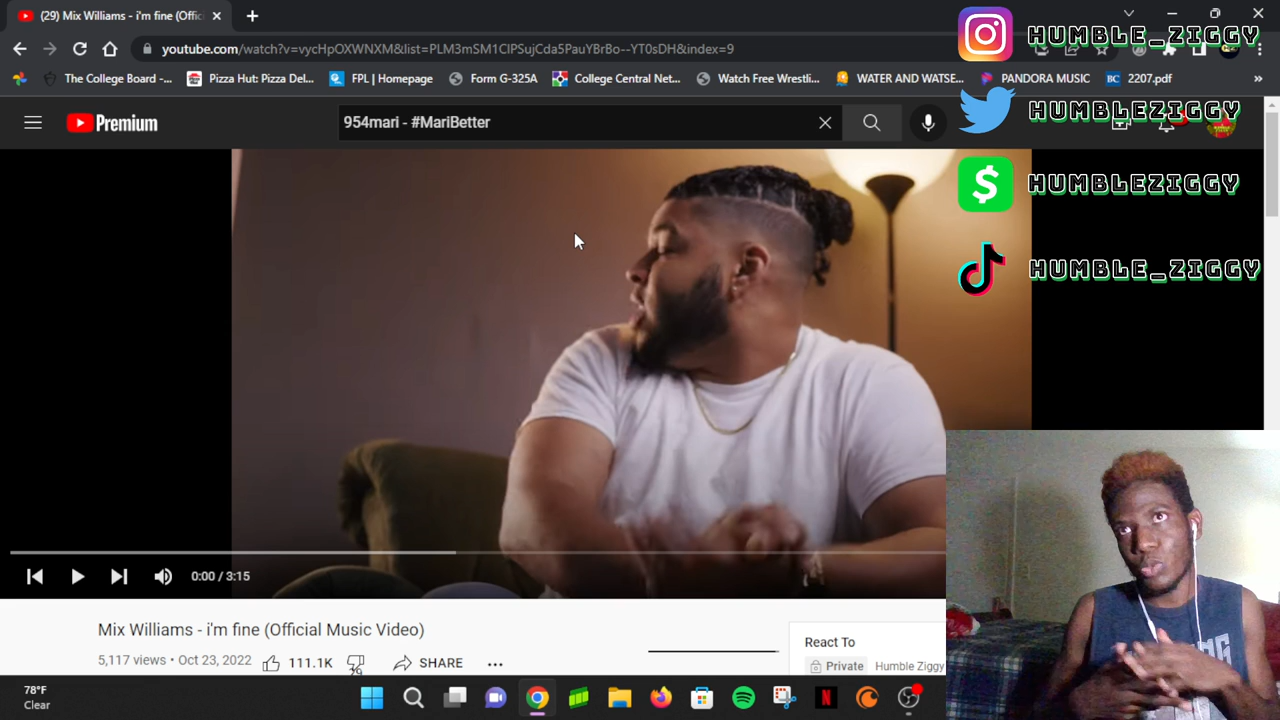 (29) Mix Williams - i'm fine (Offic
HUMBLE_ZIGGY
youtube.com/watch?v=vycHpOXWNXM&list=PLM3mSM1CIPSujCda5PauYBrBo--YT0sDH&index=9
The College Board -...
Pizza Hut: Pizza Del...
FPL | Homepage
Form G-325A
College Central Net...
Watch Free Wrestli...
WATER AND WATSE...
PANDORA MUSIC
BC 2207.pdf
»
HUMBLEZIGGY
Premium
954mari - #MariBetter
HUMBLEZIGGY
HUMBLE_ZIGGY
0:00 / 3:15
Mix Williams - i'm fine (Official Music Video)
5,117 views • Oct 23, 2022
111.1K
SHARE
React To
Private
Humble Ziggy
78°F
Clear